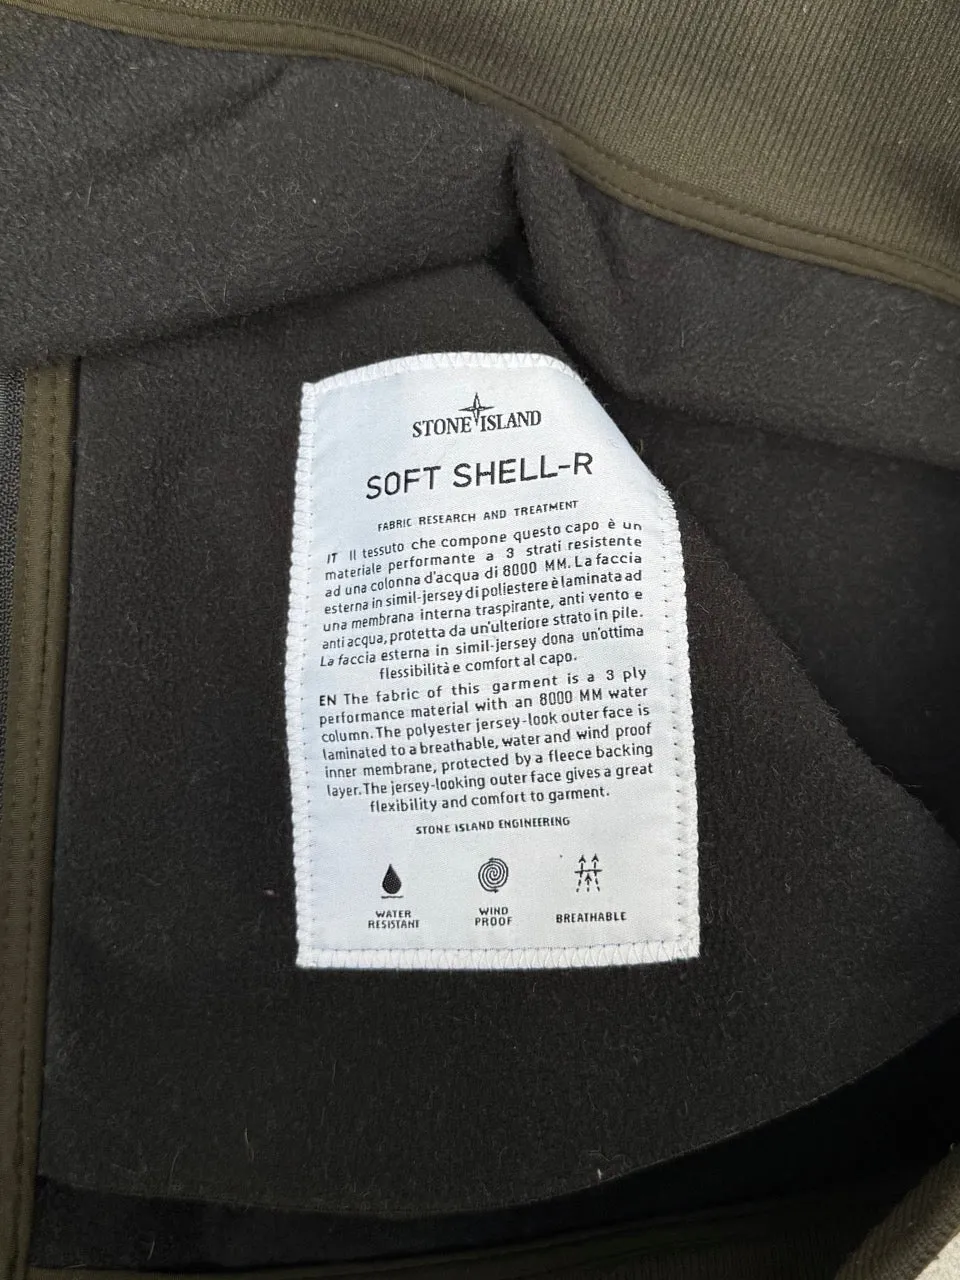 STONE ISLAND
SOFT SHELL-R
FABRIC RESEARCH AND TREATMENT
IT Il tessuto che compone questo capo è un
materiale performante a 3 strati resistente
ad una colonna d'acqua di 8000 MM. La faccia
esterna in simil-jersey di poliestere è laminata ad
una membrana interna traspirante, anti vento e
anti acqua, protetta da un'ulteriore strato in pile.
La faccia esterna in simil-jersey dona un'ottima
flessibilità e comfort al capo.
EN The fabric of this garment is a 3 ply
performance material with an 8000 MM water
column. The polyester jersey-look outer face is
laminated to a breathable, water and wind proof
inner membrane, protected by a fleece backing
layer. The jersey-looking outer face gives a great
flexibility and comfort to garment.
STONE ISLAND ENGINEERING
WATER
RESISTANT
WIND
PROOF
BREATHABLE